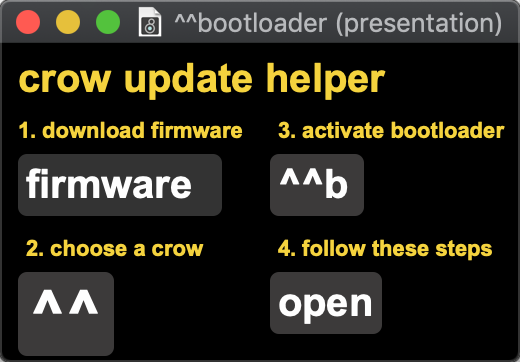 ^^bootloader (presentation)
crow update helper
1. download firmware
firmware
2. choose a crow
^^
3. activate bootloader
^^b
4. follow these steps
open